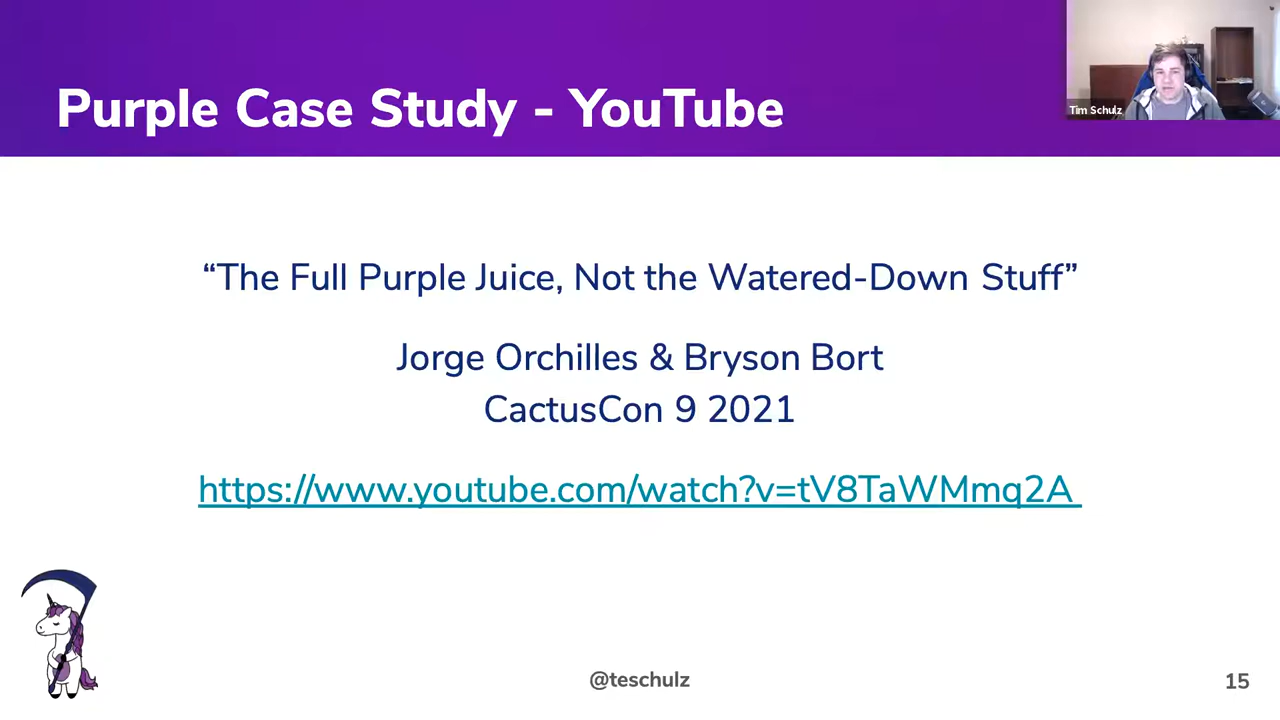 Purple Case Study - YouTube
Tim Schulz
“The Full Purple Juice, Not the Watered-Down Stuff”
Jorge Orchilles & Bryson Bort
CactusCon 9 2021
https://www.youtube.com/watch?v=tV8TaWMmq2A
@teschulz
15